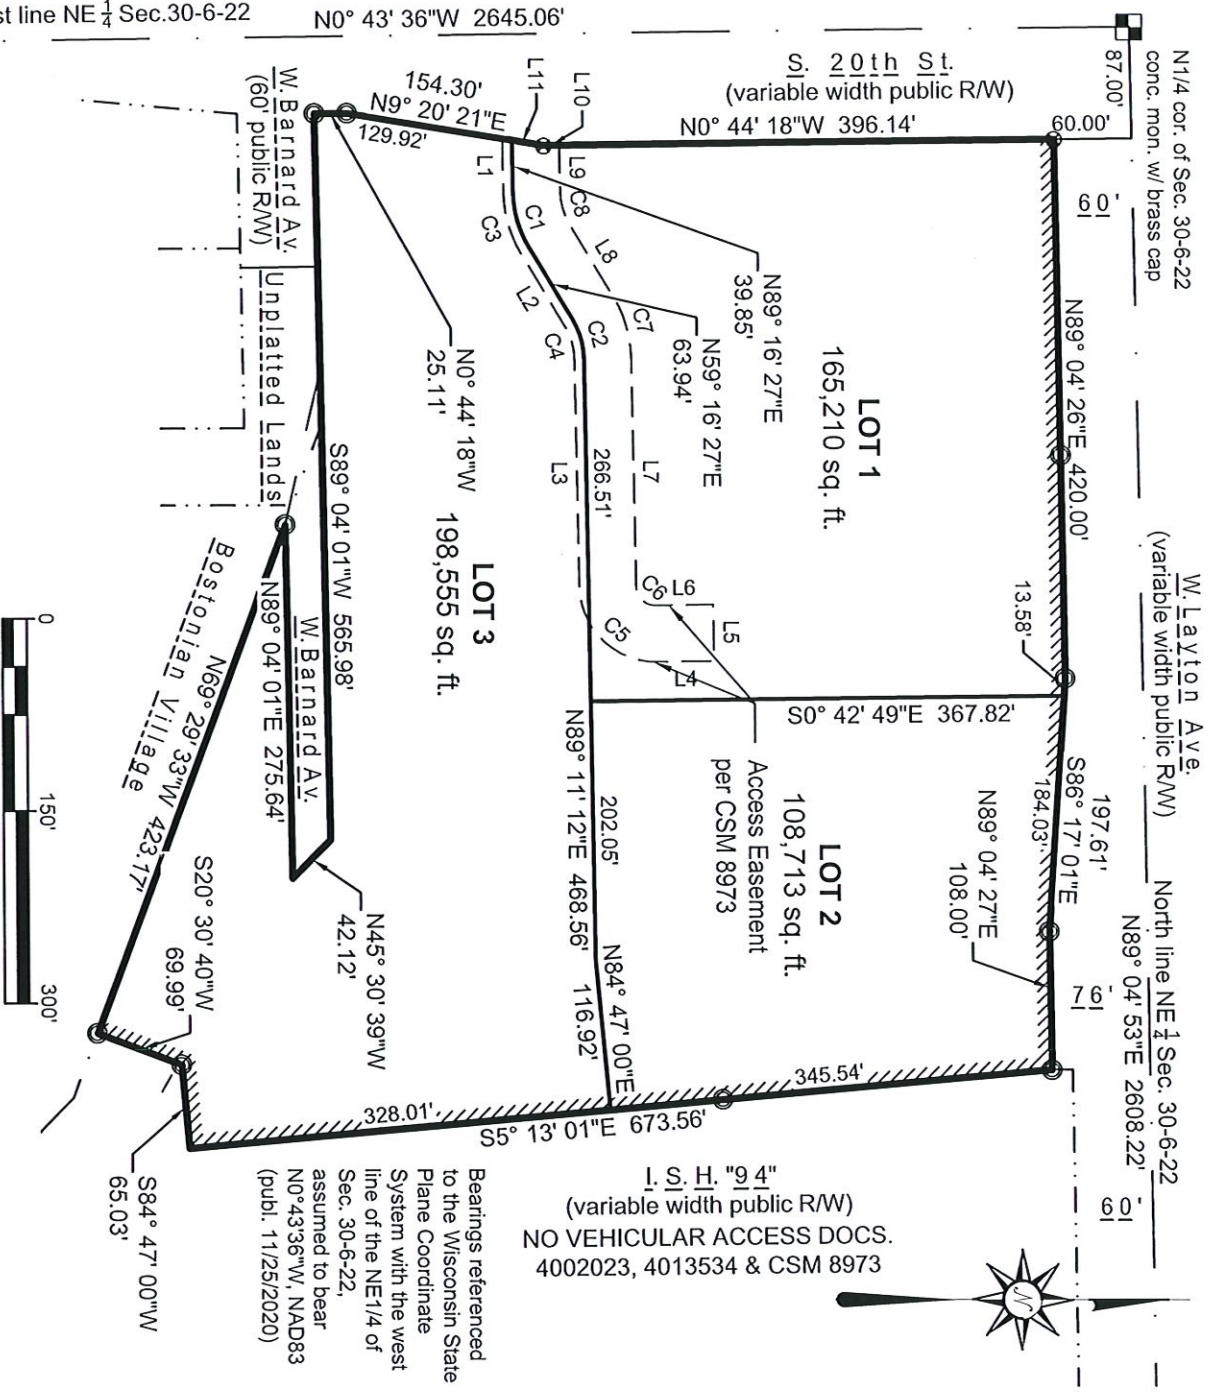 st line NE 1/4 Sec.30-6-22
N0° 43' 36"W 2645.06'
N1/4 cor. of Sec. 30-6-22
conc. mon. w/ brass cap
87.00'
60.00'
S. 20th St.
(variable width public R/W)
N0° 44' 18"W 396.14'
L10
L11
154.30'
N9° 20' 21"E
129.92'
W. Barnard Av.
(60' public R/W)
60'
L9
C8
L1
C1
C3
L8
L2
C7
C2
C4
N89° 16' 27"E
39.85'
N59° 16' 27"E
63.94'
N0° 44' 18"W
25.11'
Unplatted Lands
N89° 04' 26"E 420.00'
LOT 1
165,210 sq. ft.
W. Layton Ave.
(variable width public R/W)
L7
L3
266.51'
S89° 04' 01"W 565.98'
LOT 3
198,555 sq. ft.
C6
L6
L5
C5
L4
13.58'
S0° 42' 49"E 367.82'
Bostonian Village
N69° 29' 33"W 423.17'
N89° 04' 01"E 275.64'
W. Barnard Av.
Access Easement
per CSM 8973
N89° 11' 12"E 468.56'
202.05'
197.61'
S86° 17' 01"E
184.03'
LOT 2
108,713 sq. ft.
N89° 04' 27"E
108.00'
North line NE 1/4 Sec. 30-6-22
N89° 04' 53"E 2608.22'
76'
N84° 47' 00"E
116.92'
N45° 30' 39"W
42.12'
S20° 30' 40"W
69.99'
0
150'
300'
345.54'
328.01'
S5° 13' 01"E 673.56'
60'
I. S. H. "94"
(variable width public R/W)
NO VEHICULAR ACCESS DOCS.
4002023, 4013534 & CSM 8973
S84° 47' 00"W
65.03'
Bearings referenced
to the Wisconsin State
Plane Coordinate
System with the west
line of the NE1/4 of
Sec. 30-6-22,
assumed to bear
N0°43'36"W, NAD83
(publ. 11/25/2020)
N